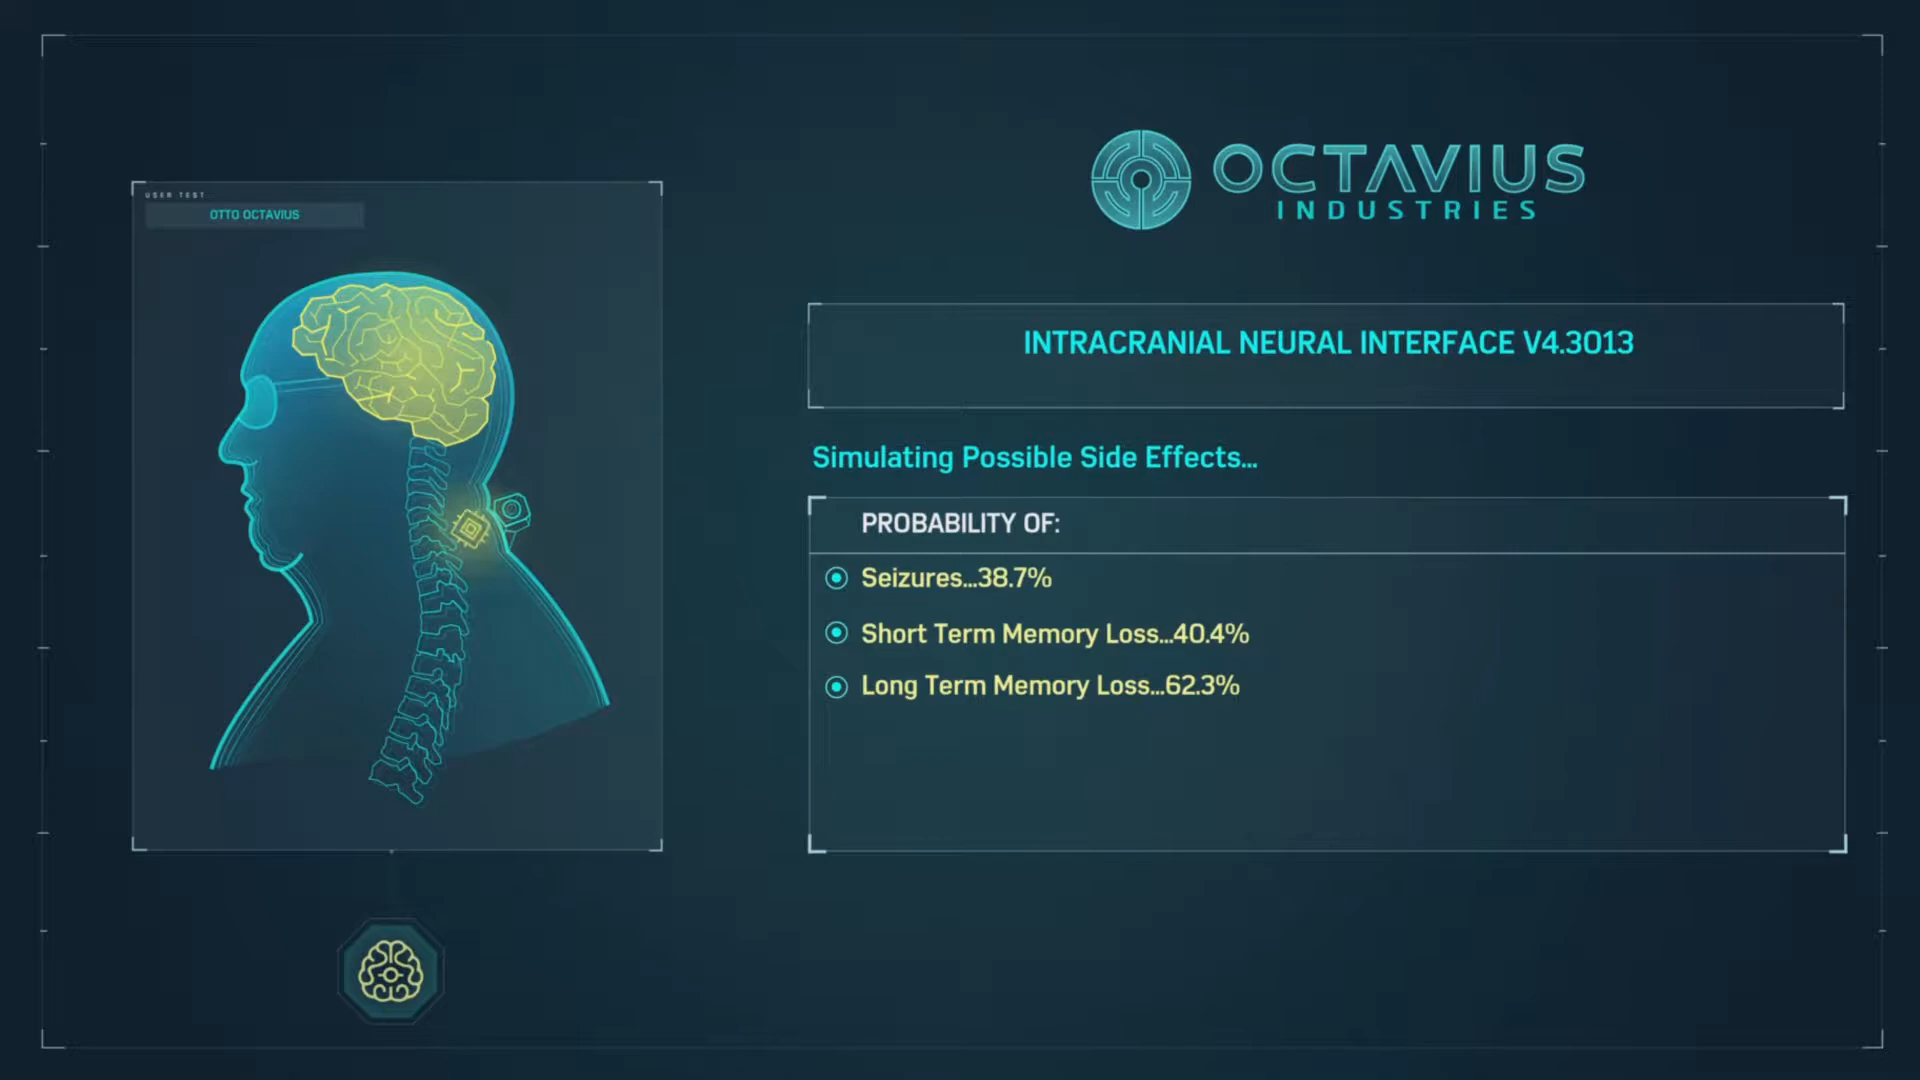 USER TEST
OTTO OCTAVIUS
OCTAVIUS
INDUSTRIES
INTRACRANIAL NEURAL INTERFACE V4.3013
Simulating Possible Side Effects...
PROBABILITY OF:
Seizures...38.7%
Short Term Memory Loss...40.4%
Long Term Memory Loss...62.3%